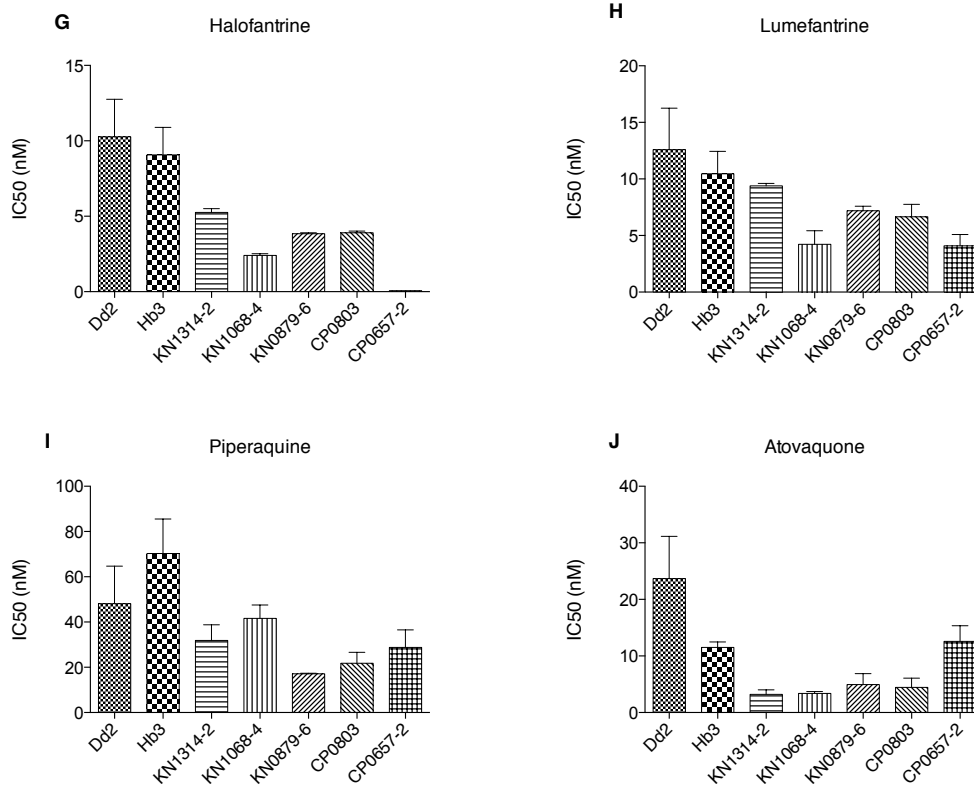 G
Halofantrine
15
10
5
0
IC50 (nM)
Dd2
Hb3
KN1314-2
KN1068-4
KN0879-6
CP0803
CP0657-2
H
Lumefantrine
20
15
10
5
0
IC50 (nM)
Dd2
Hb3
KN1314-2
KN1068-4
KN0879-6
CP0803
CP0657-2
I
Piperaquine
100
80
60
40
20
0
IC50 (nM)
Dd2
Hb3
KN1314-2
KN1068-4
KN0879-6
CP0803
CP0657-2
J
Atovaquone
40
30
20
10
0
IC50 (nM)
Dd2
Hb3
KN1314-2
KN1068-4
KN0879-6
CP0803
CP0657-2